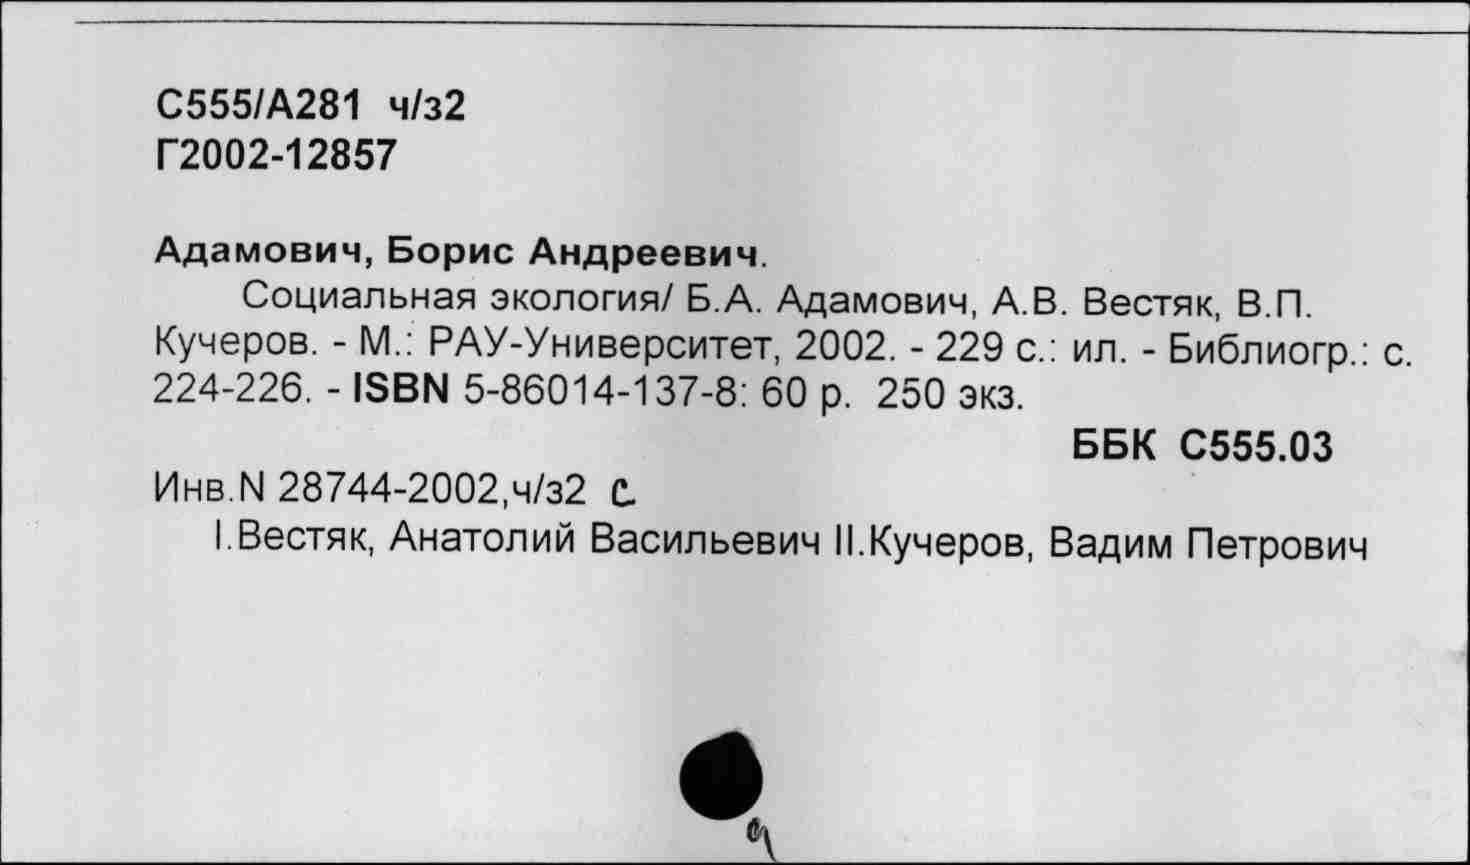 С555/А281 ч/з2
Г2002-12857
Адамович, Борис Андреевич.
Социальная экология/ Б.А. Адамович, А.В. Вестяк, В.П.
Кучеров. - М.: РАУ-Университет, 2002. - 229 с.: ил. - Библиогр.: с.
224-226. - ISBN 5-86014-137-8: 60 р. 250 экз.
ББК С555.03
Инв.N 28744-2002,ч/з2 с
I.Вестяк, Анатолий Васильевич II.Кучеров, Вадим Петрович